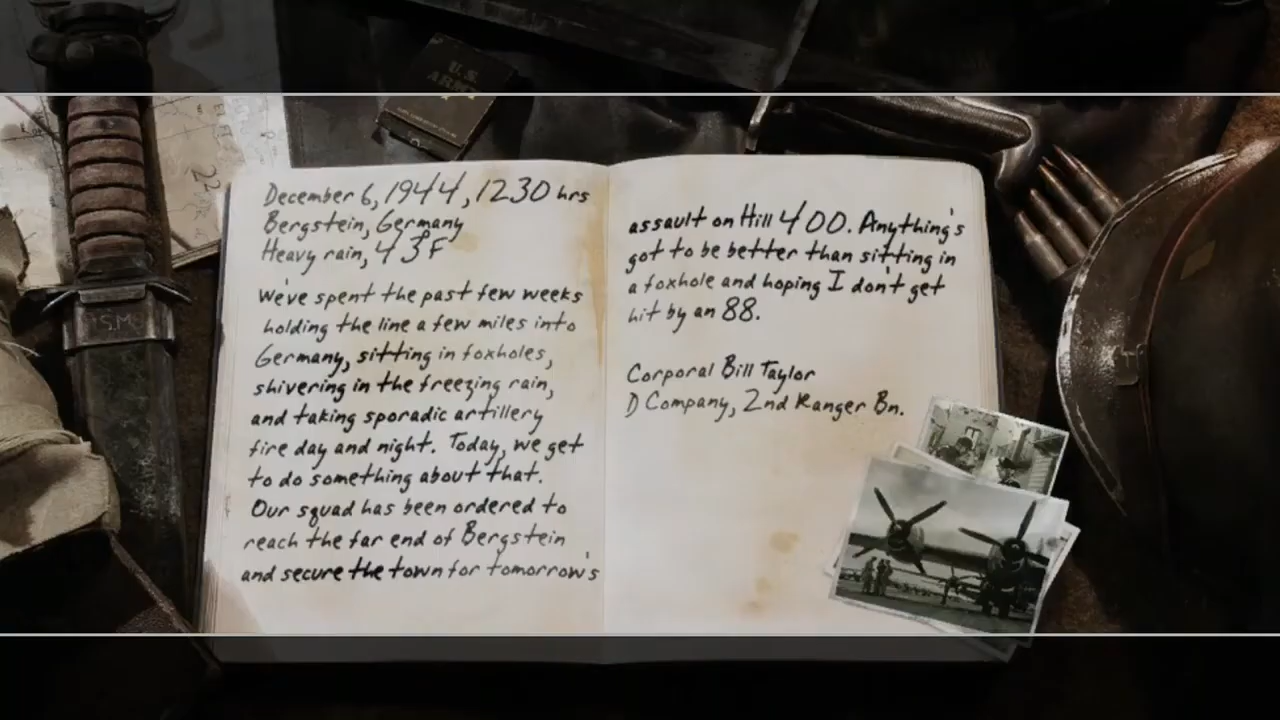 U.S.
ARMY
22
U.S.M8
December 6, 1944, 1230 hrs
Bergstein, Germany
Heavy rain, 43F
We've spent the past few weeks
holding the line a few miles into
Germany, sitting in foxholes,
shivering in the freezing rain,
and taking sporadic artillery
fire day and night. Today, we get
to do something about that.
Our squad has been ordered to
reach the far end of Bergstein
and secure the town for tomorrow's
assault on Hill 400. Anything's
got to be better than sitting in
a foxhole and hoping I don't get
hit by an 88.
Corporal Bill Taylor
D Company, 2nd Ranger Bn.